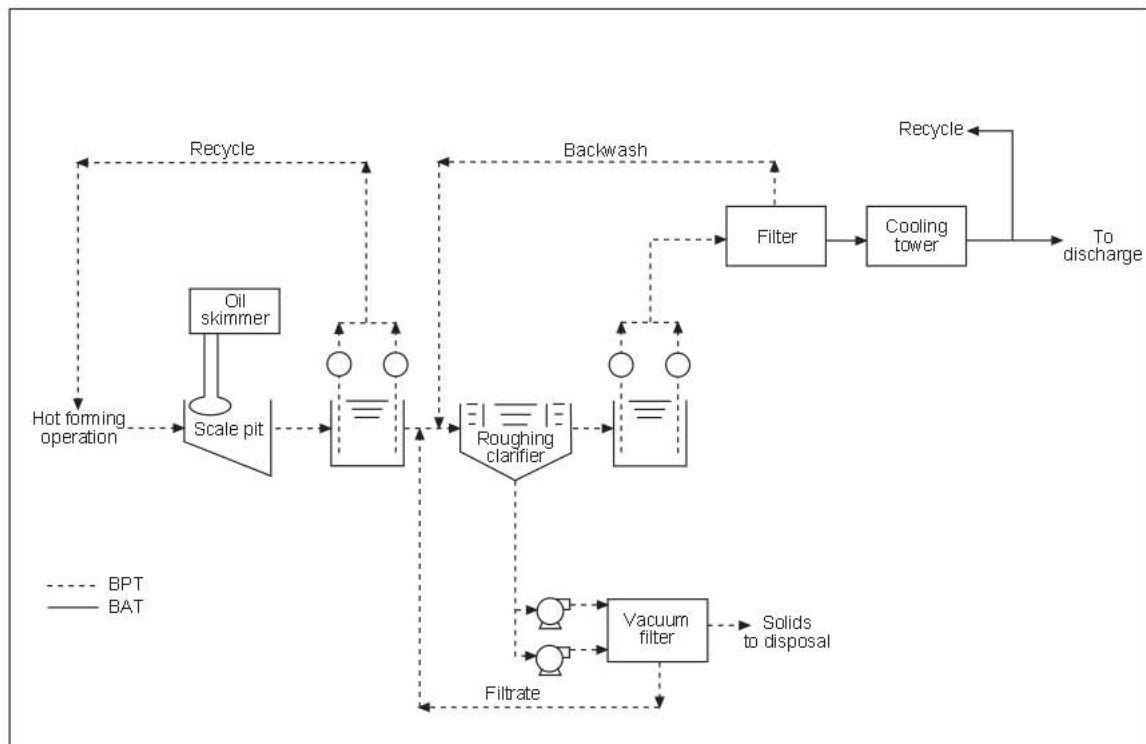 Recycle
Recycle
Backwash
Filter
Cooling
tower
To
discharge
Oil
skimmer
Hot forming
operation
Scale pit
Roughing
clarifier
BPT
BAT
Vacuum
filter
Solids
to disposal
Filtrate